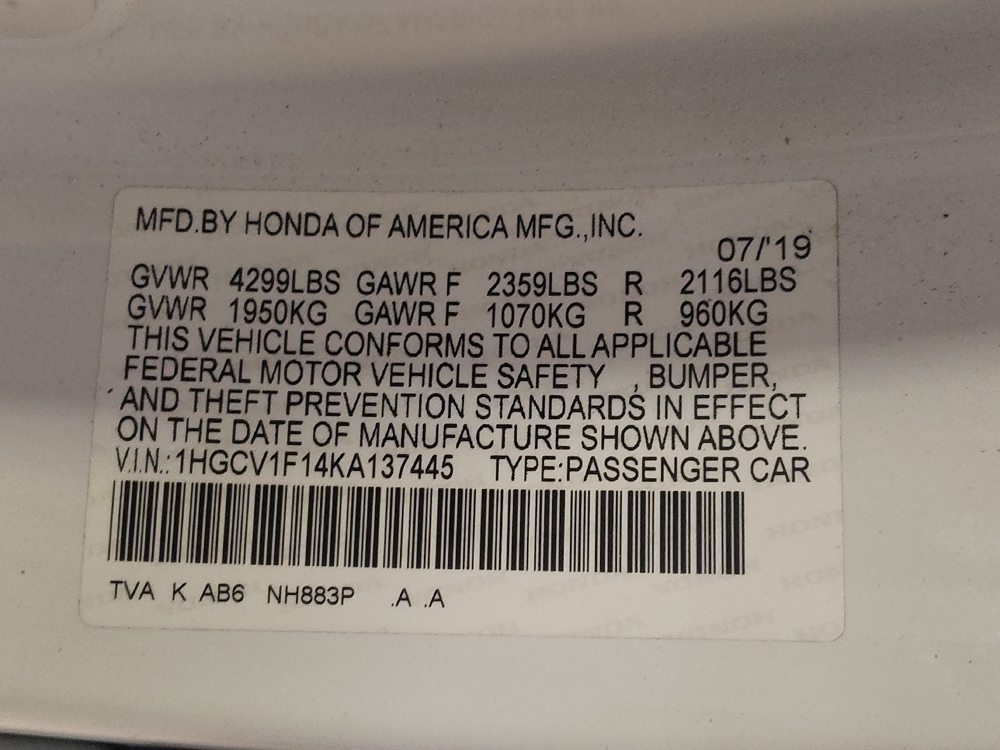 MFD.BY HONDA OF AMERICA MFG.,INC.
07/'19
GVWR 4299LBS GAWR F 2359LBS R 2116LBS
GVWR 1950KG GAWR F 1070KG R 960KG
THIS VEHICLE CONFORMS TO ALL APPLICABLE
FEDERAL MOTOR VEHICLE SAFETY , BUMPER,
AND THEFT PREVENTION STANDARDS IN EFFECT
ON THE DATE OF MANUFACTURE SHOWN ABOVE.
V.I.N.:1HGCV1F14KA137445 TYPE:PASSENGER CAR
TVA K AB6 NH883P .A .A